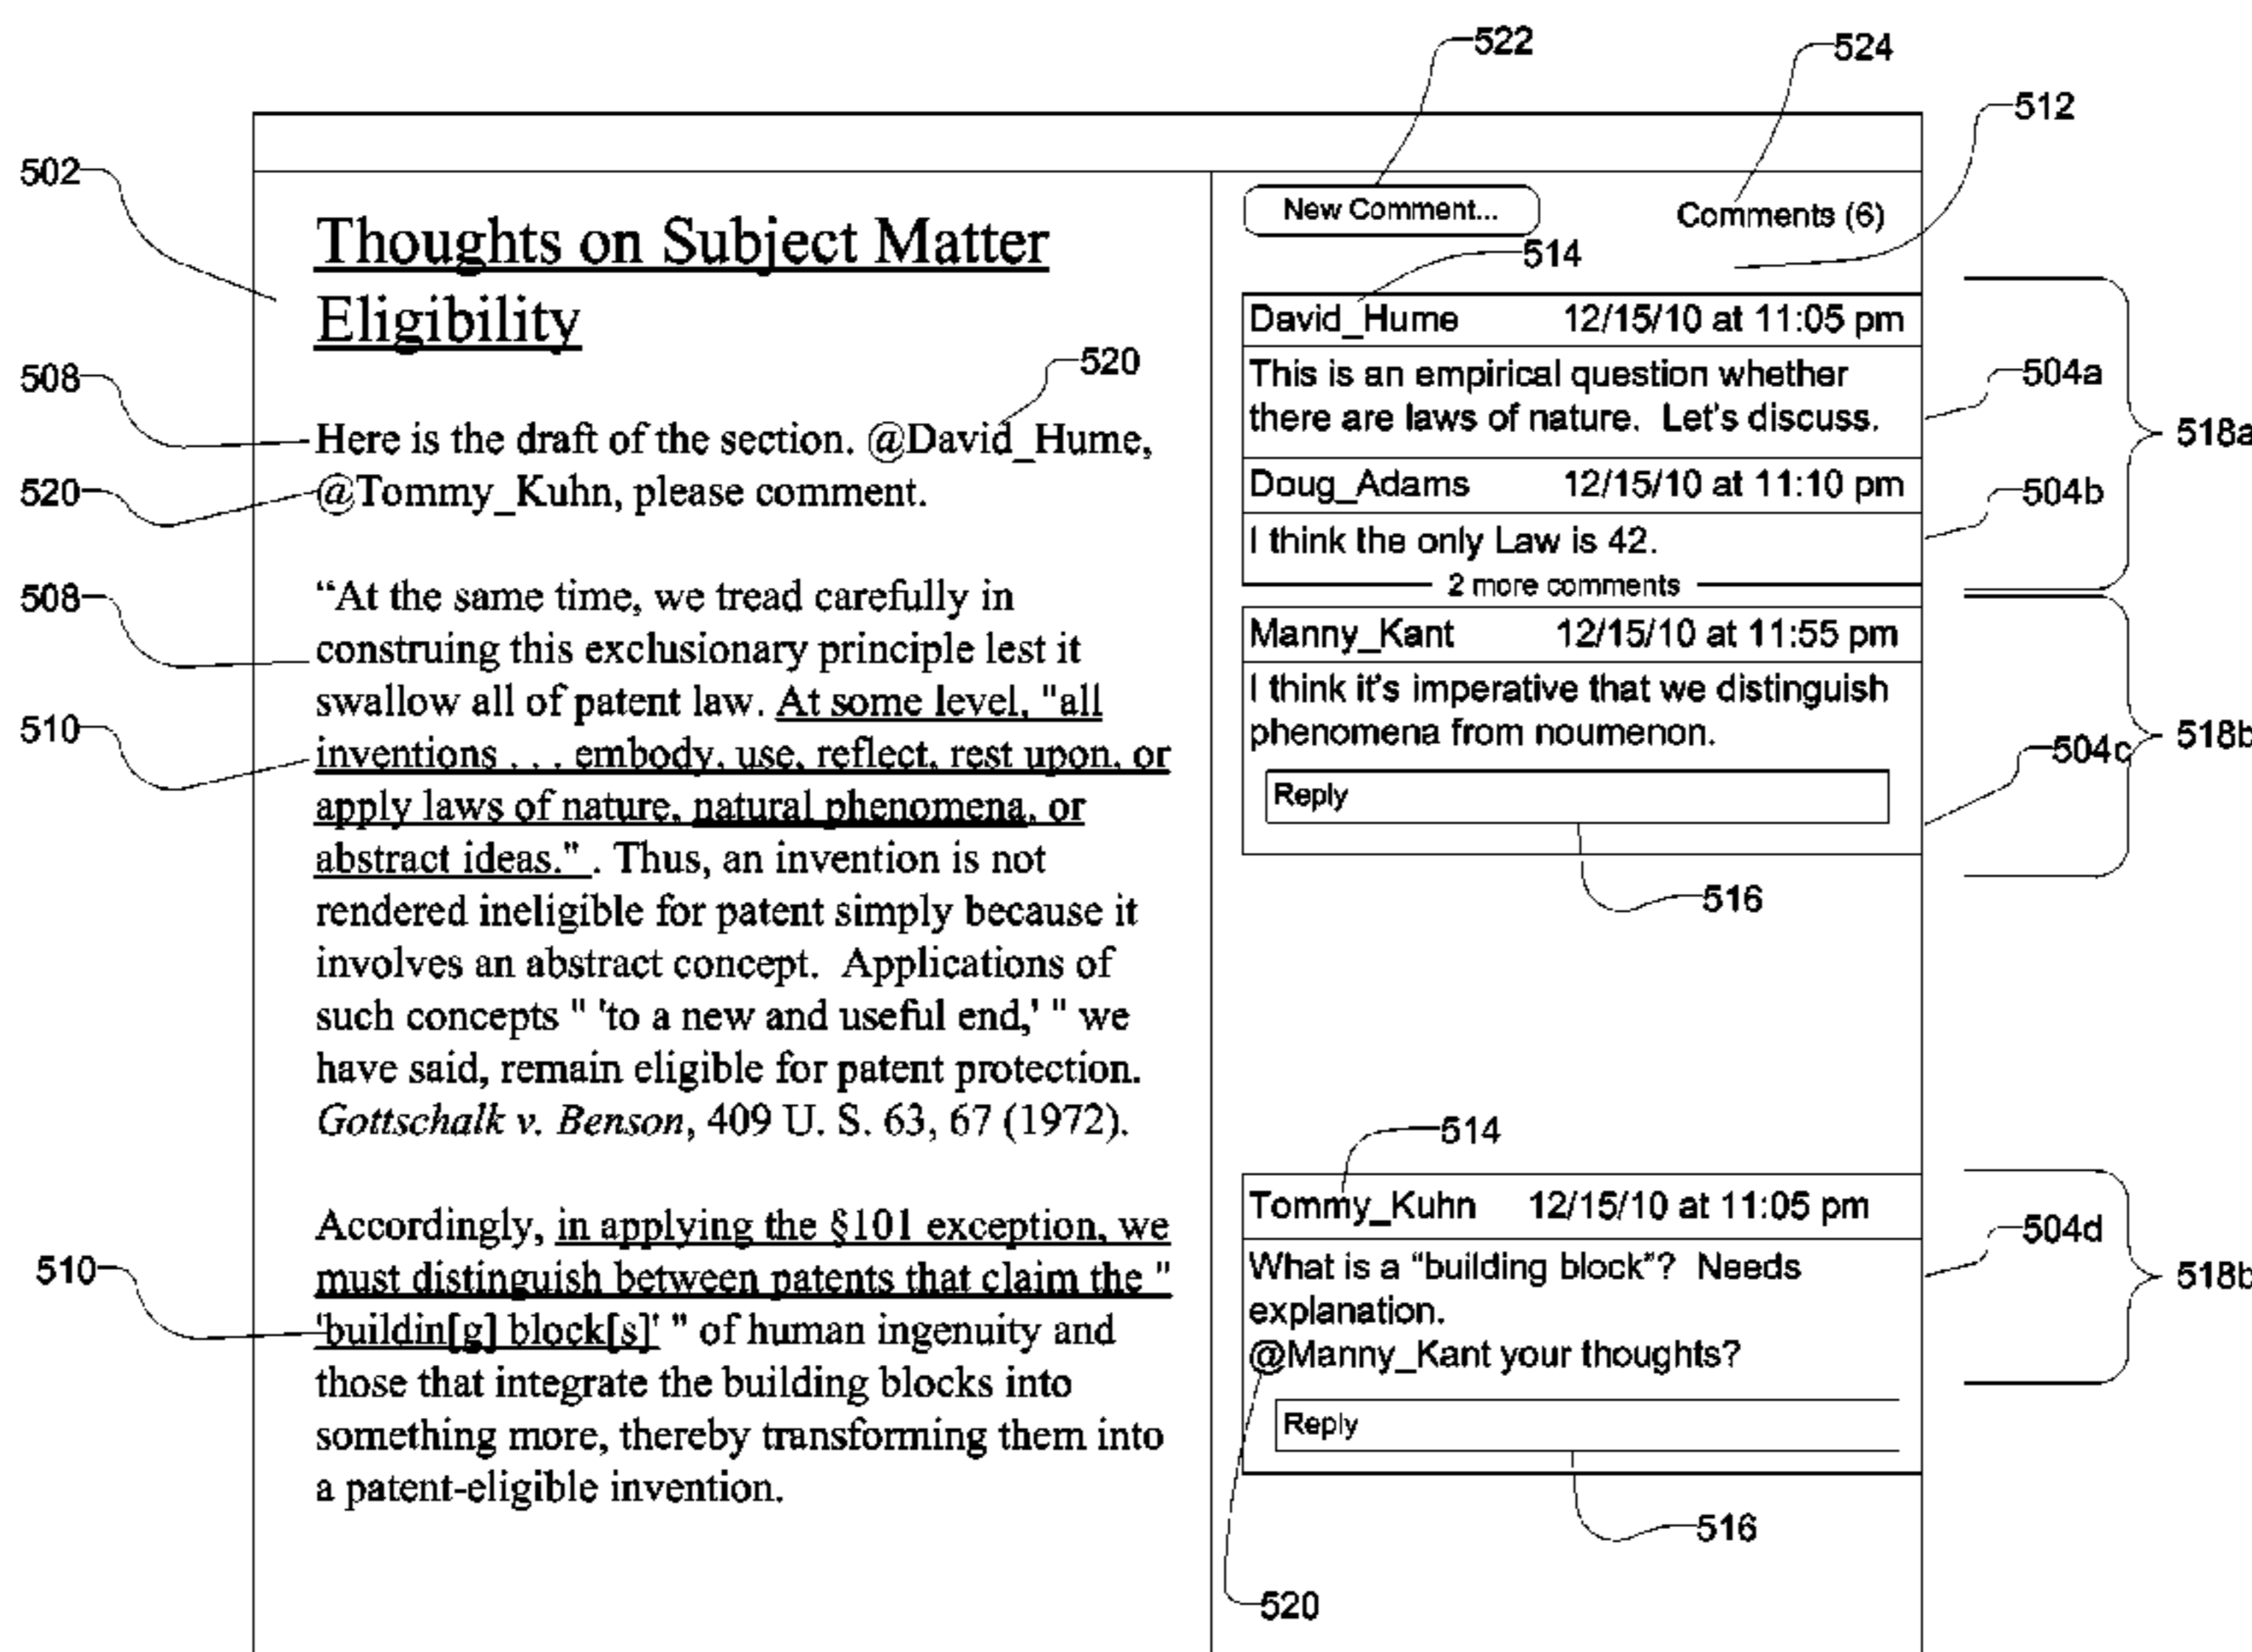 522
524
512
502
Thoughts on Subject Matter
Eligibility
508
520
Here is the draft of the section. @David_Hume,
520
@Tommy_Kuhn, please comment.
508
“At the same time, we tread carefully in
construing this exclusionary principle lest it
swallow all of patent law. At some level, "all
510
inventions . . . embody, use, reflect, rest upon, or
apply laws of nature, natural phenomena, or
abstract ideas." . Thus, an invention is not
rendered ineligible for patent simply because it
involves an abstract concept.  Applications of
such concepts " 'to a new and useful end,' " we
have said, remain eligible for patent protection.
Gottschalk v. Benson, 409 U. S. 63, 67 (1972).
Accordingly, in applying the §101 exception, we
510
must distinguish between patents that claim the "
'buildin[g] block[s]' " of human ingenuity and
those that integrate the building blocks into
something more, thereby transforming them into
a patent-eligible invention.
New Comment...
Comments (6)
514
David_Hume 12/15/10 at 11:05 pm
This is an empirical question whether
504a
there are laws of nature.  Let's discuss.
518a
Doug_Adams 12/15/10 at 11:10 pm
504b
I think the only Law is 42.
2 more comments
Manny_Kant 12/15/10 at 11:55 pm
I think it's imperative that we distinguish
phenomena from noumenon.
504c
518b
Reply
516
514
Tommy_Kuhn 12/15/10 at 11:05 pm
504d
What is a “building block”?  Needs
518b
explanation.
@Manny_Kant your thoughts?
Reply
516
520